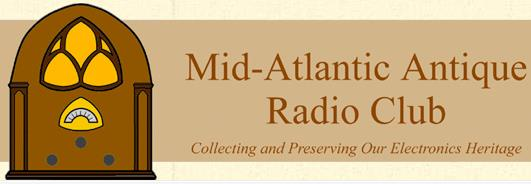 Mid-Atlantic Antique
Radio Club
Collecting and Preserving Our Electronics Heritage